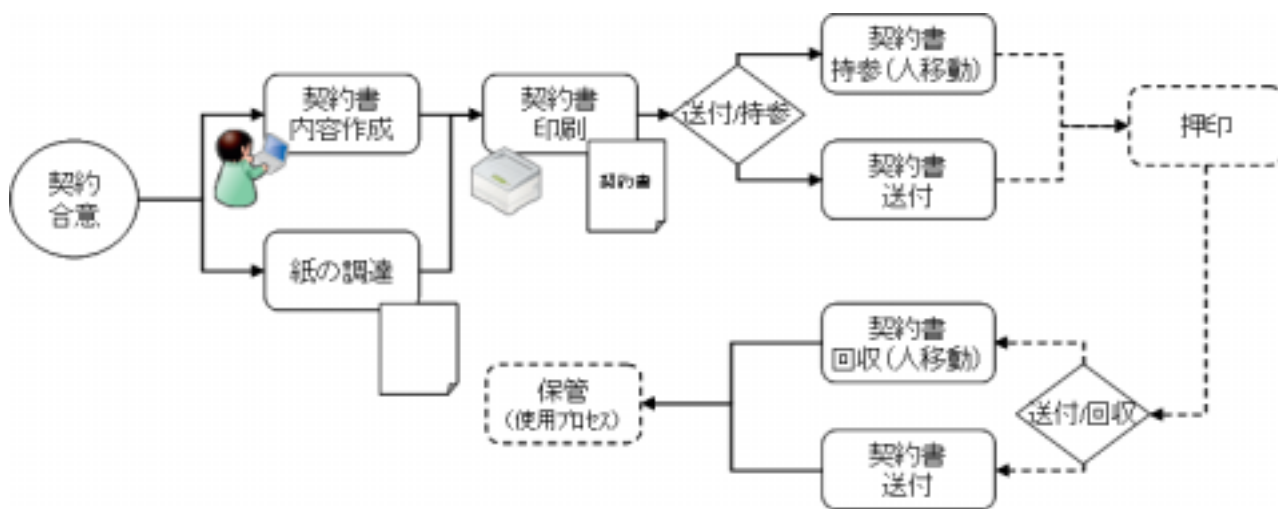 契約
合意
契約書
内容作成
紙の調達
契約書
印刷
契約書
送付/持参
契約書
持参(人移動)
契約書
送付
押印
送付/回収
契約書
回収(人移動)
契約書
送付
保管
(使用プロセス)